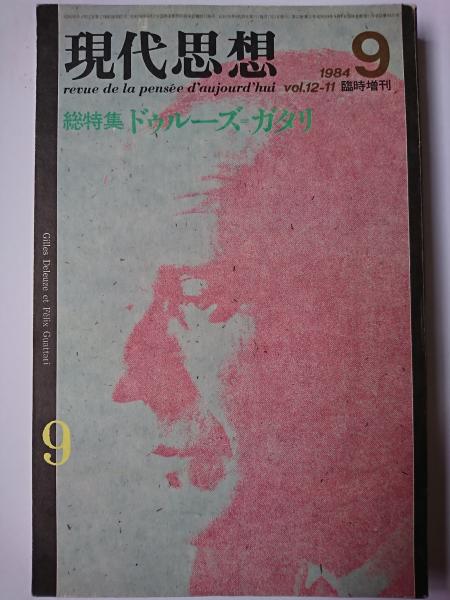 現代思想
revue de la pensée d'aujourd'hui
1984
9
vol.12-11 臨時増刊
総特集 ドゥルーズ=ガタリ
Gilles Deleuze et Félix Guattari
9